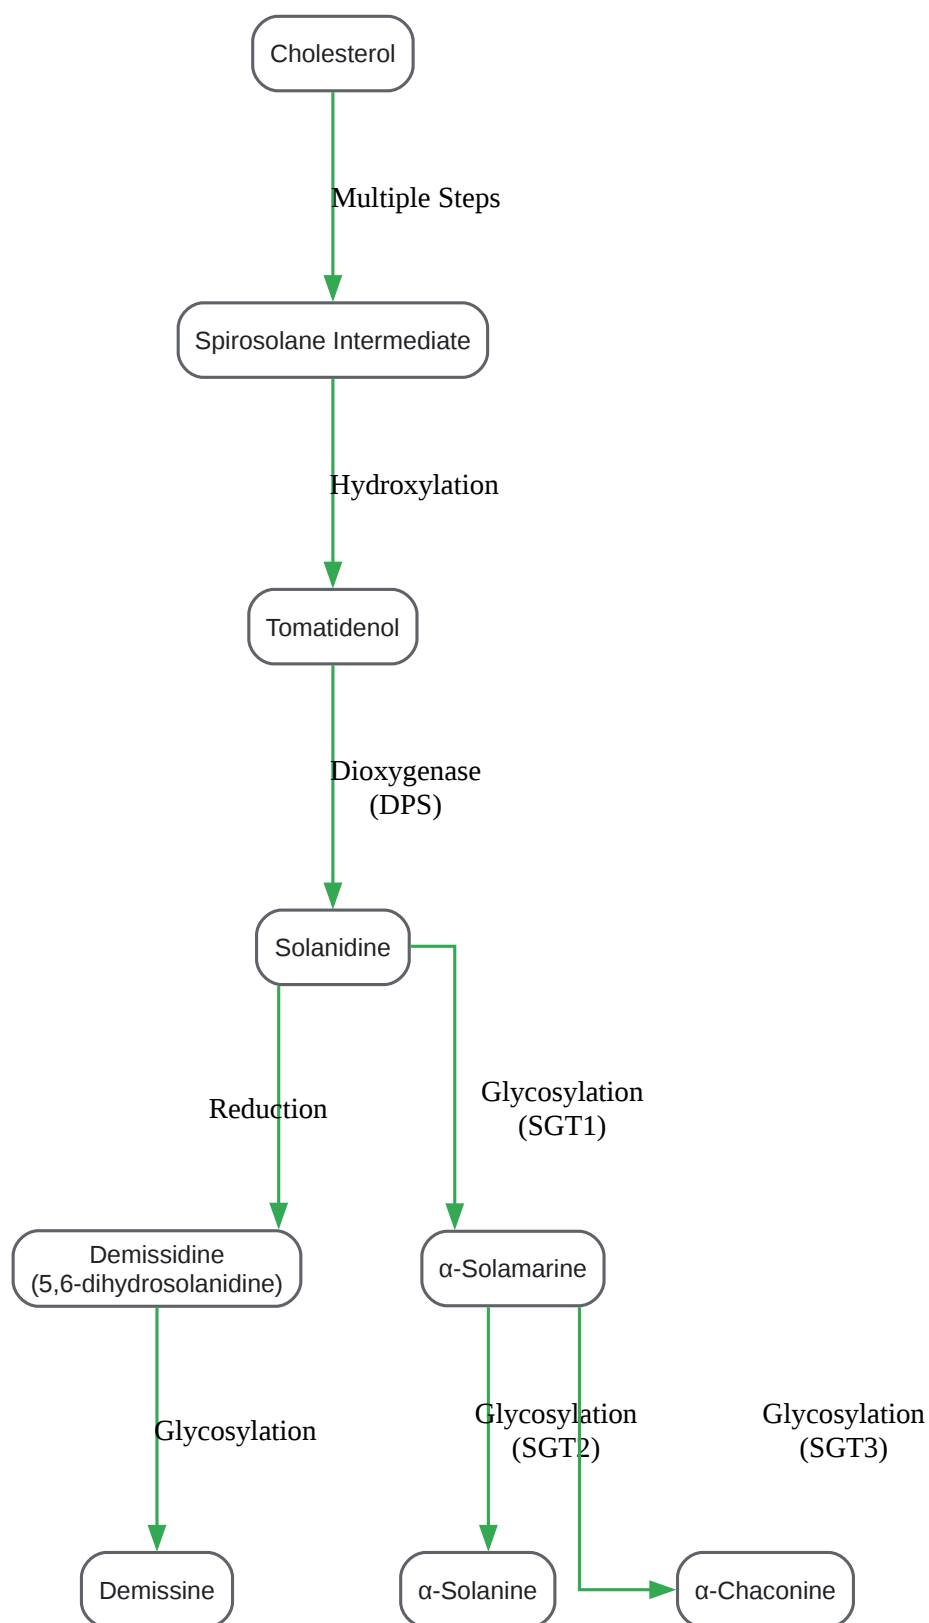 Cholesterol
Multiple Steps
Spirosolane Intermediate
Hydroxylation
Tomatidenol
Dioxygenase
(DPS)
Solanidine
Reduction
Glycosylation
(SGT1)
Demissidine
(5,6-dihydrosolanidine)
α-Solamarine
Glycosylation
Glycosylation
(SGT2)
Glycosylation
(SGT3)
Demissine
α-Solanine
α-Chaconine